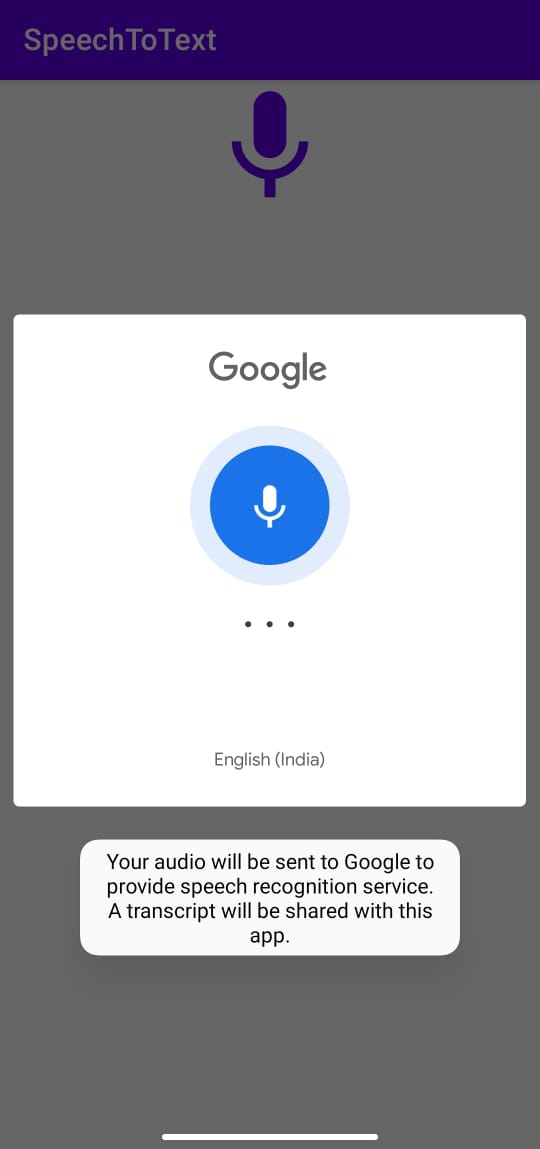 SpeechToText
Google
English (India)
Your audio will be sent to Google to
provide speech recognition service.
A transcript will be shared with this
app.